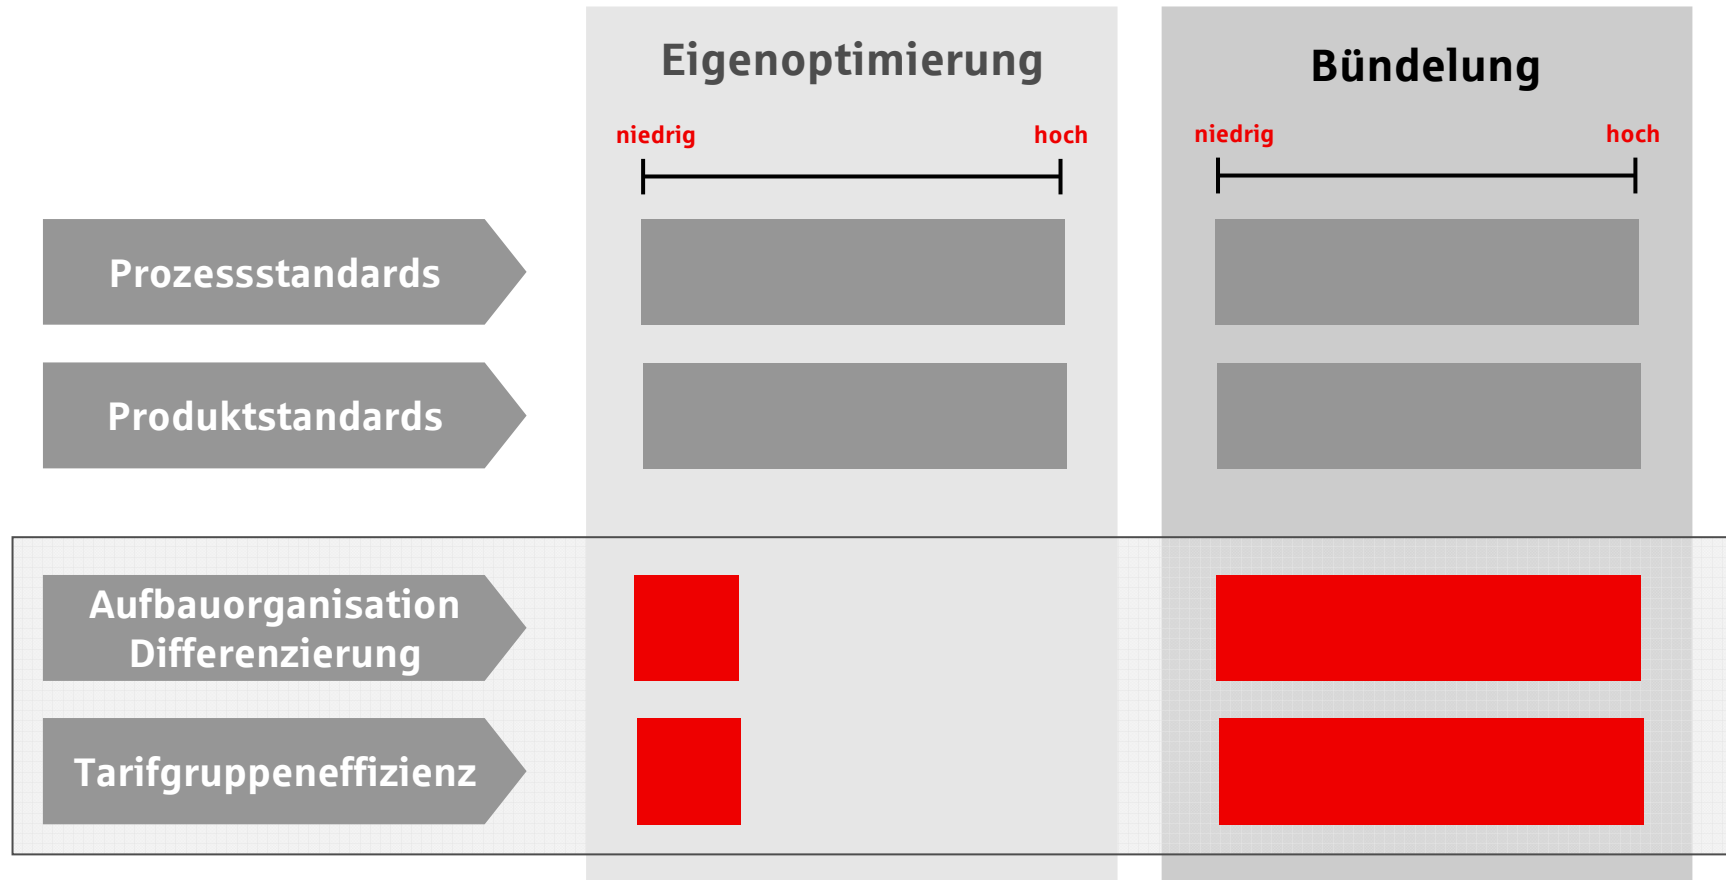 Eigenoptimierung
Bündelung
niedrig hoch
niedrig hoch
Prozessstandards
Produktstandards
Aufbauorganisation
Differenzierung
Tarifgruppeneffizienz